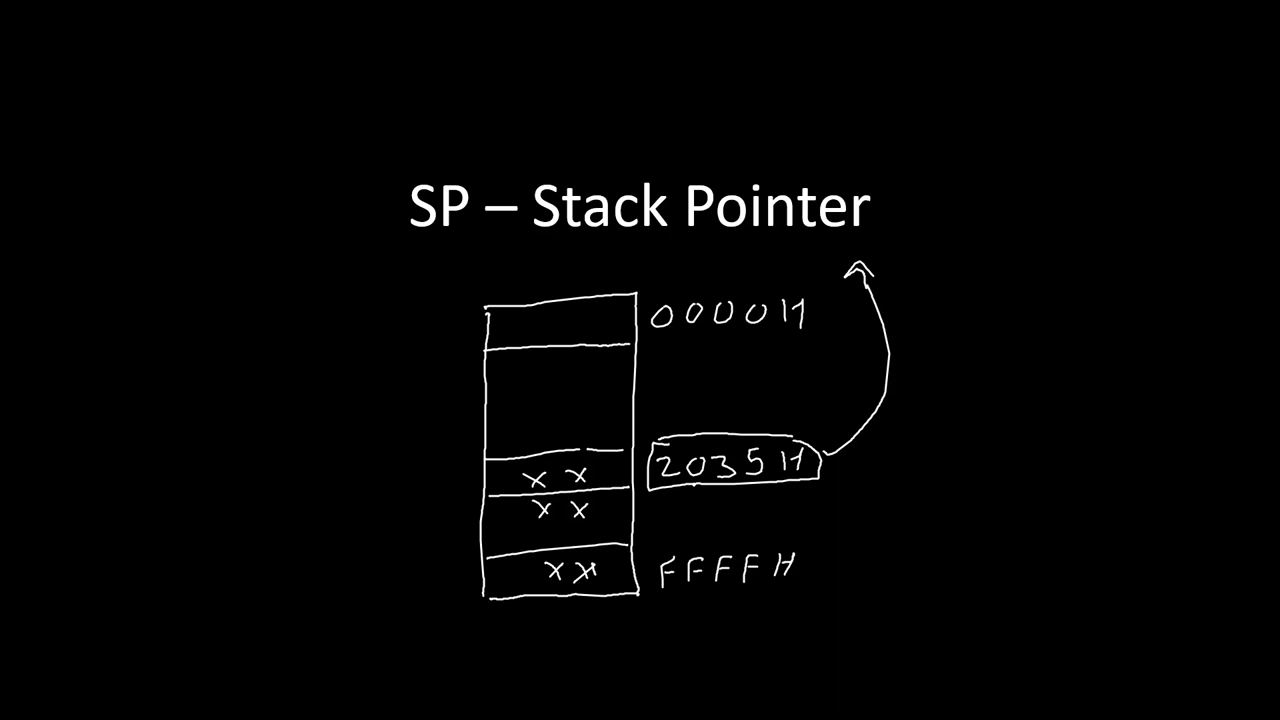 SP – Stack Pointer
0000H
X X 2035H
X X
XX FFFFH